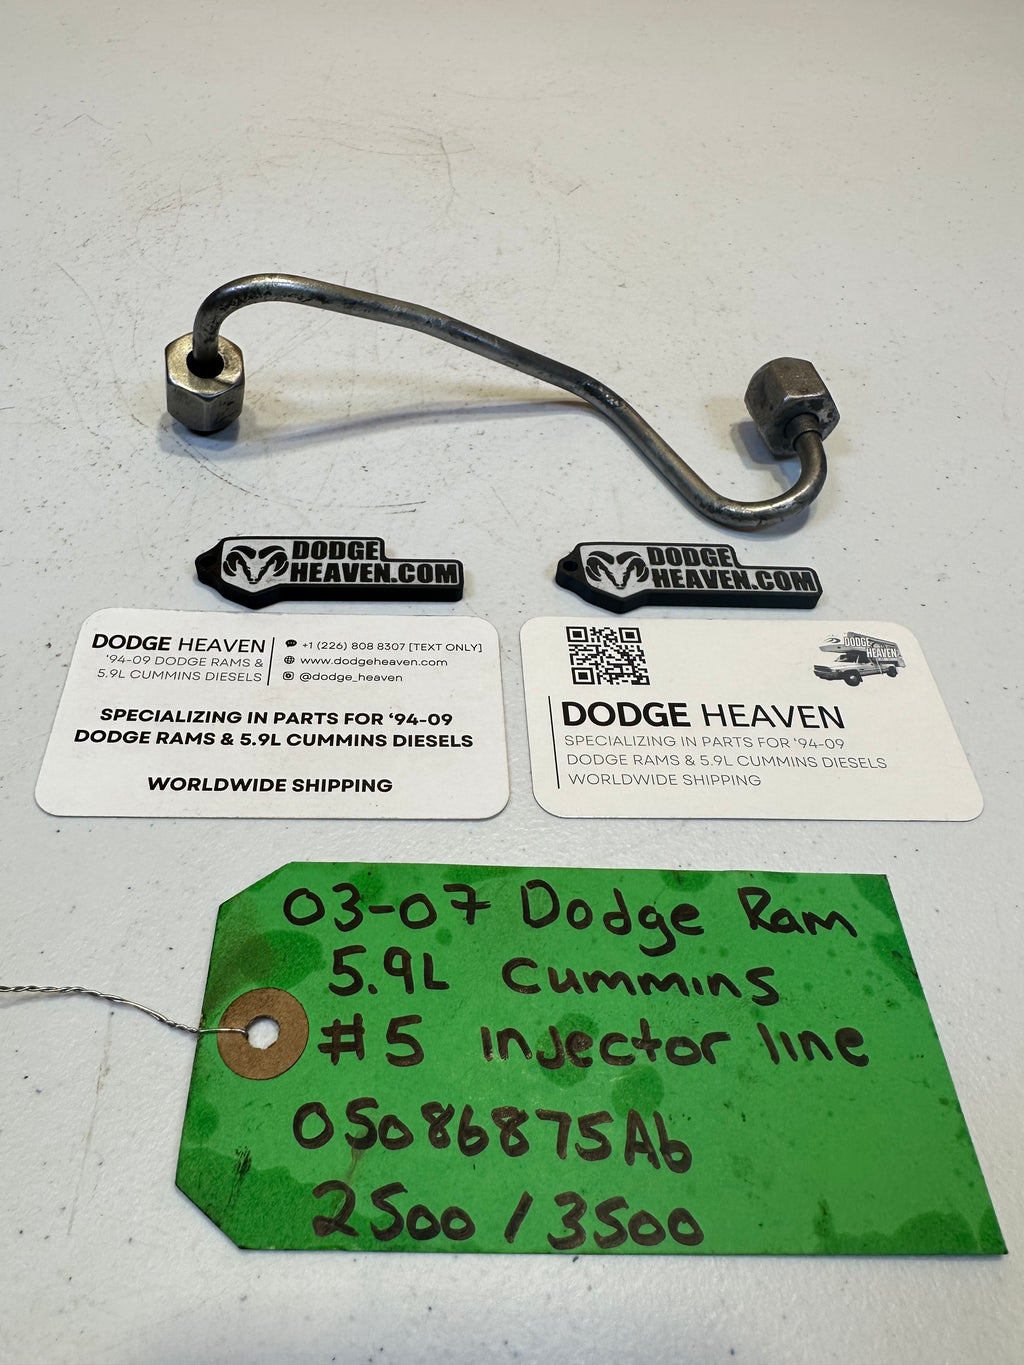 DODGE
HEAVEN.COM
DODGE
HEAVEN.COM
DODGE HEAVEN
'94-09 DODGE RAMS &
5.9L CUMMINS DIESELS
+1 (226) 808 8307 [TEXT ONLY]
www.dodgeheaven.com
@dodge_heaven
SPECIALIZING IN PARTS FOR '94-09
DODGE RAMS & 5.9L CUMMINS DIESELS
WORLDWIDE SHIPPING
DODGE
HEAVEN
DODGE HEAVEN
SPECIALIZING IN PARTS FOR '94-09
DODGE RAMS & 5.9L CUMMINS DIESELS
WORLDWIDE SHIPPING
03-07 Dodge Ram
5.9L Cummins
#5 injector line
05086875Ab
2500 / 3500